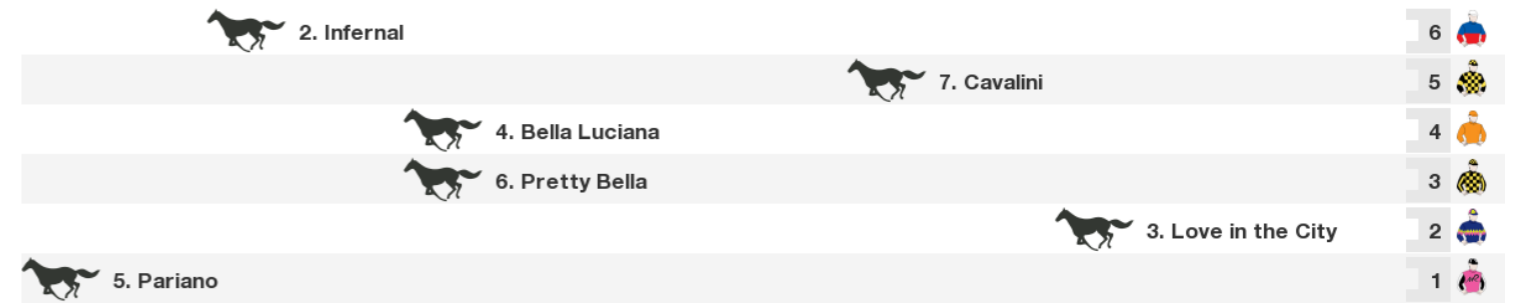 2. Infernal 6
7. Cavalini 5
4. Bella Luciana 4
6. Pretty Bella 3
3. Love in the City 2
5. Pariano 1